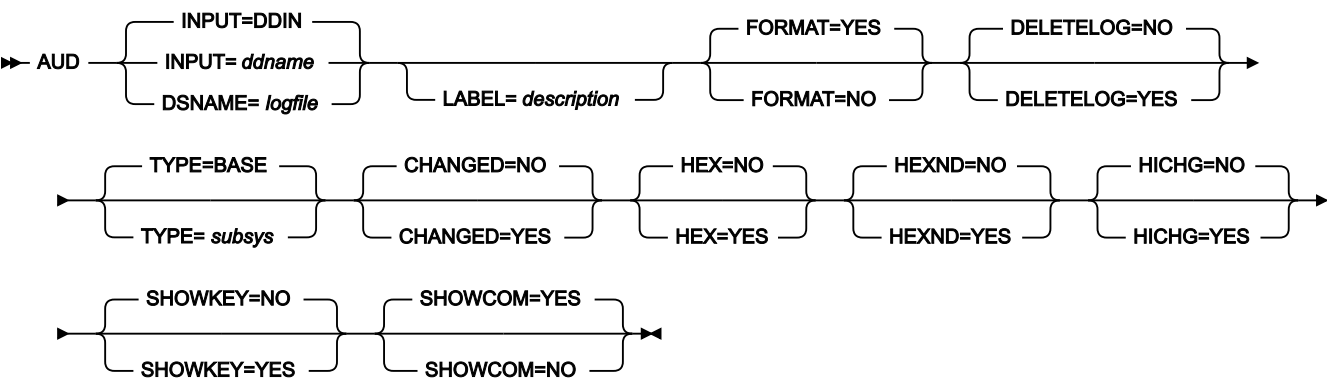 INPUT=DDIN
FORMAT=YES
DELETELOG=NO
AUD
INPUT= ddname
DSNAME= logfile
LABEL= description
FORMAT=NO
DELETELOG=YES
TYPE=BASE
CHANGED=NO
HEX=NO
HEXND=NO
HICHG=NO
TYPE= subsys
CHANGED=YES
HEX=YES
HEXND=YES
HICHG=YES
SHOWKEY=NO
SHOWCOM=YES
SHOWKEY=YES
SHOWCOM=NO